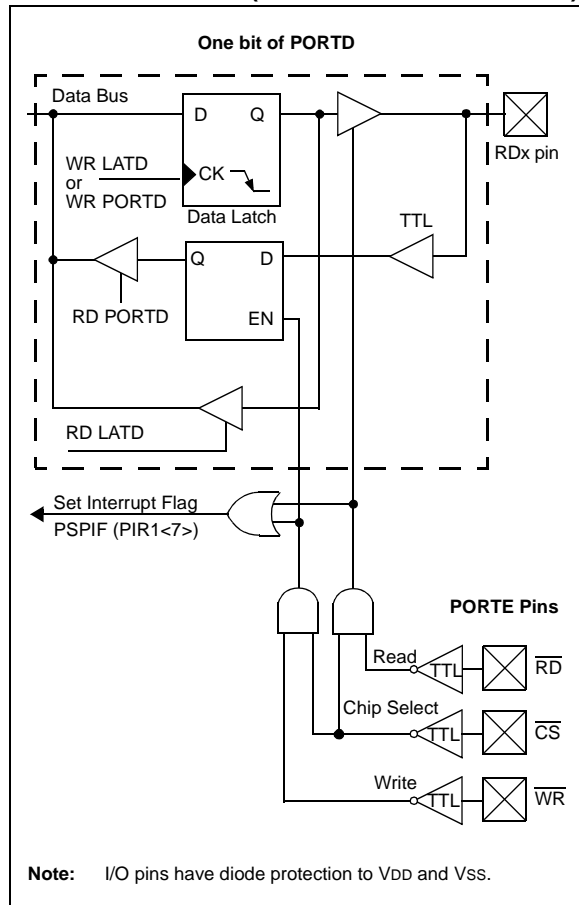 One bit of PORTD
Data Bus
D Q
RDx pin
WR LATD
or
WR PORTD
CK
Data Latch
TTL
Q D
RD PORTD
EN
RD LATD
Set Interrupt Flag
PSPIF (PIR1<7>)
PORTE Pins
Read
TTL
RD
Chip Select
TTL
CS
Write
TTL
WR
Note: I/O pins have diode protection to VDD and VSS.